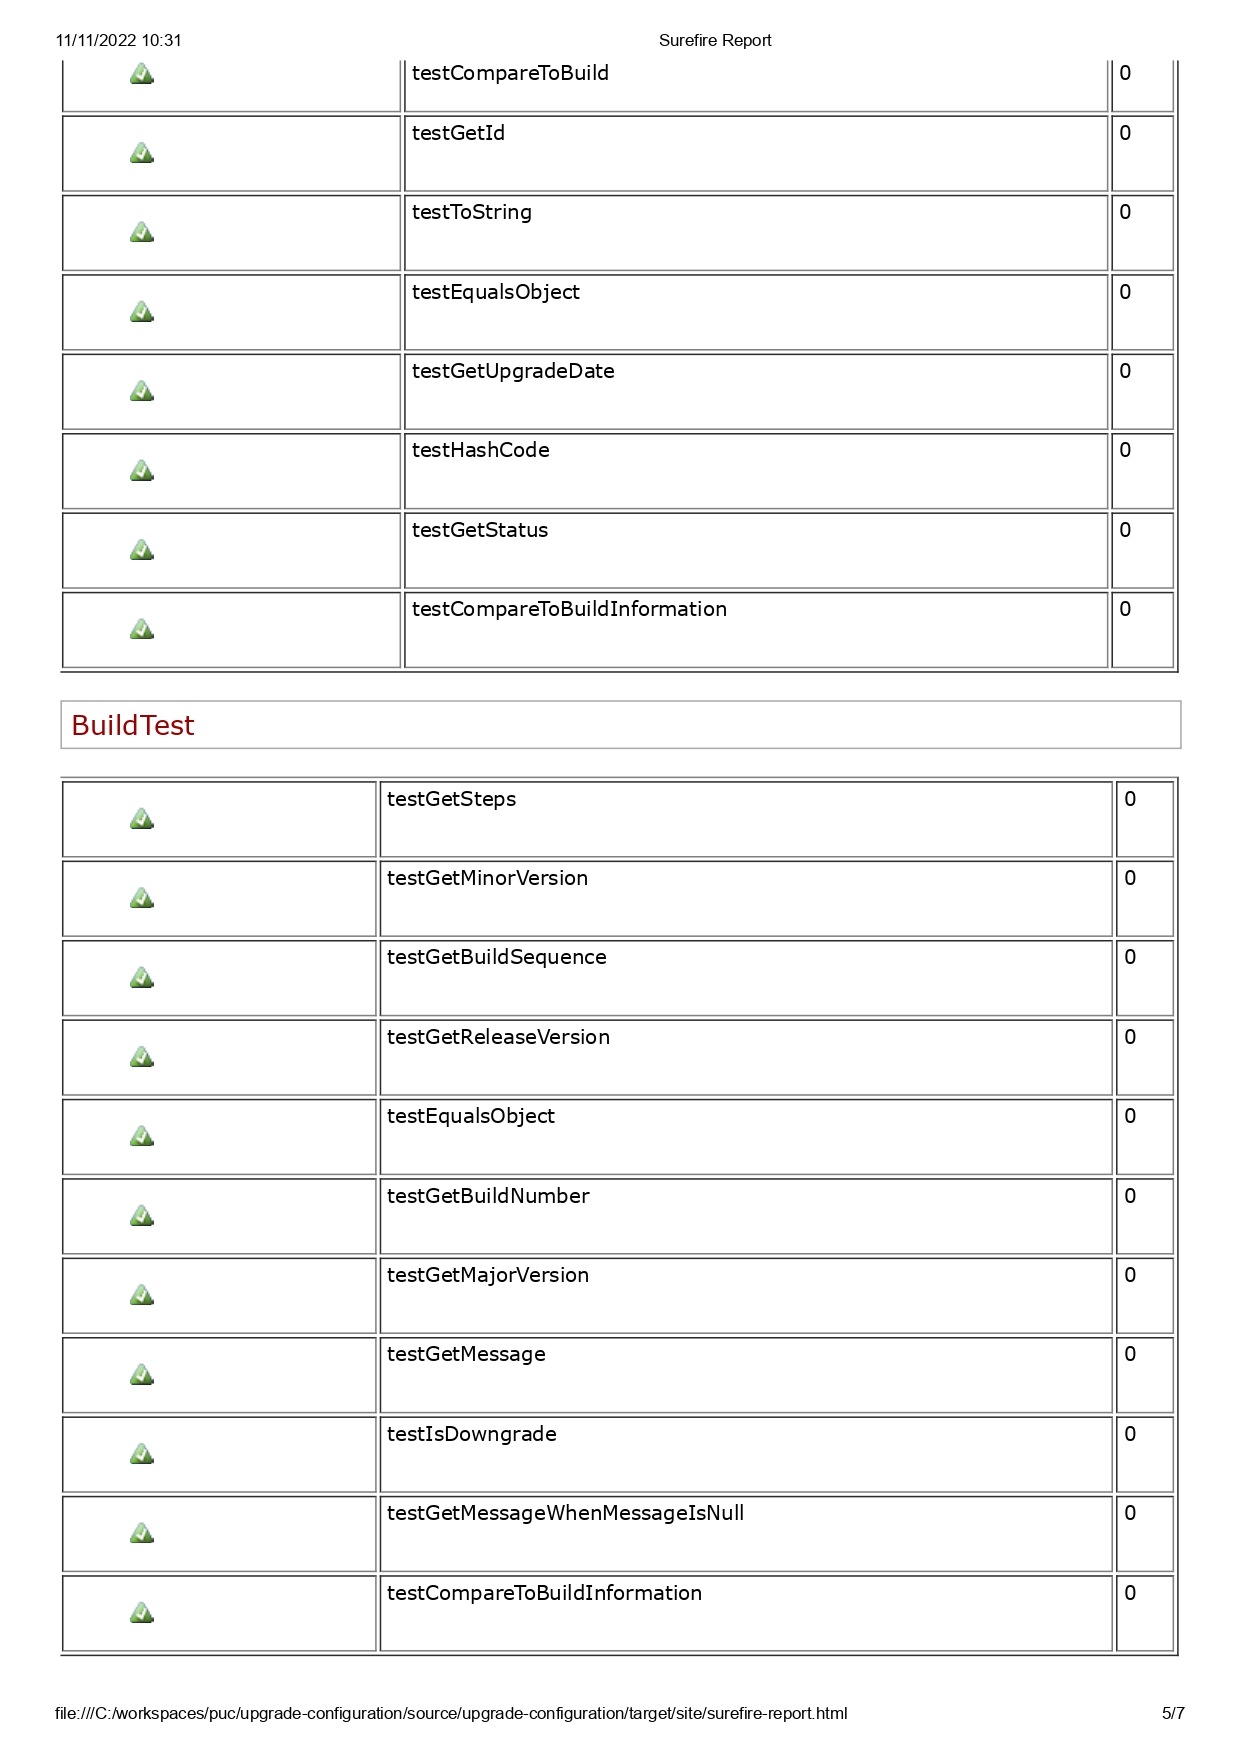 11/11/2022 10:31 Surefire Report
testCompareToBuild 0
testGetId 0
testToString 0
testEqualsObject 0
testGetUpgradeDate 0
testHashCode 0
testGetStatus 0
testCompareToBuildInformation 0
BuildTest
testGetSteps 0
testGetMinorVersion 0
testGetBuildSequence 0
testGetReleaseVersion 0
testEqualsObject 0
testGetBuildNumber 0
testGetMajorVersion 0
testGetMessage 0
testIsDowngrade 0
testGetMessageWhenMessageIsNull 0
testCompareToBuildInformation 0
file:///C:/workspaces/puc/upgrade-configuration/source/upgrade-configuration/target/site/surefire-report.html 5/7